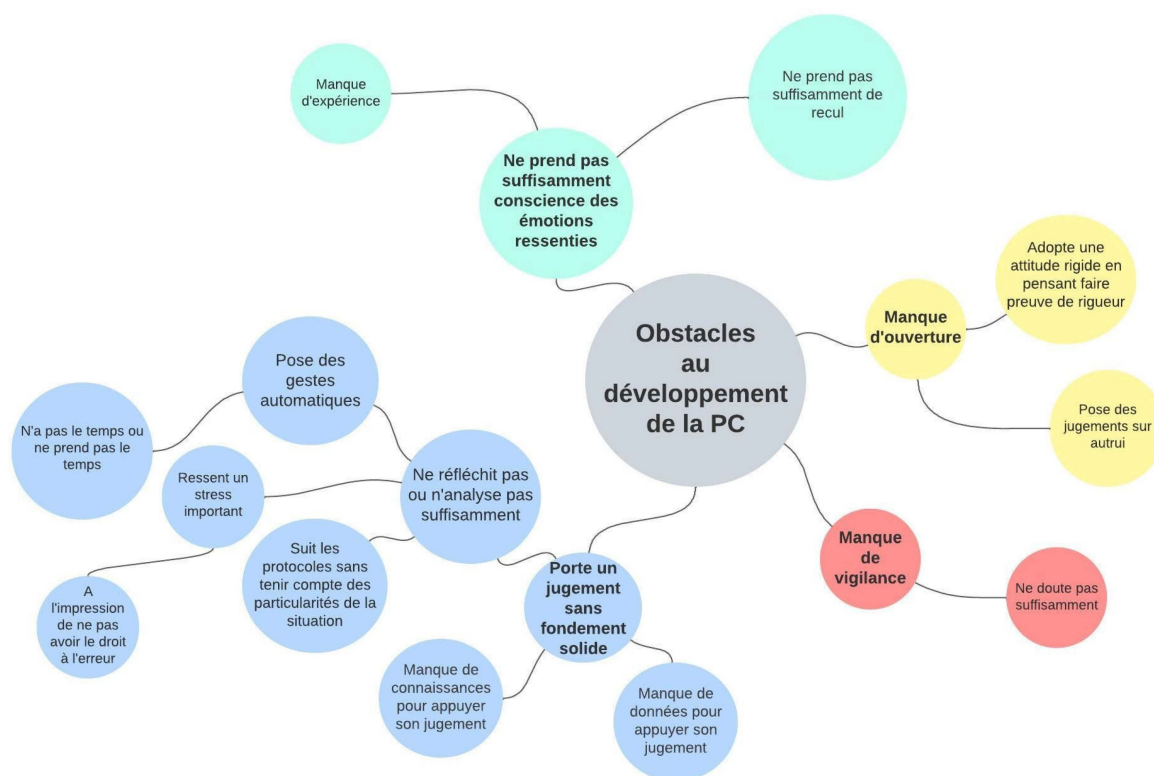 Manque
d'expérience
Ne prend pas
suffisamment de
recul
Ne prend pas
suffisamment
conscience des
émotions
ressenties
Adopte une
attitude rigide en
pensant faire
preuve de rigueur
Manque
d'ouverture
Pose des
jugements sur
autrui
Obstacles
au
développement
de la PC
Pose des
gestes
automatiques
N'a pas le temps ou
ne prend pas le
temps
Ressent un
stress
important
Ne réfléchit pas
ou n'analyse pas
suffisamment
Suit les
protocoles sans
tenir compte des
particularités de la
situation
A
l'impression
de ne pas
avoir le droit
à l'erreur
Porte un
jugement
sans
fondement
solide
Manque de
connaissances
pour appuyer
son jugement
Manque de
données pour
appuyer son
jugement
Manque
de
vigilance
Ne doute pas
suffisamment